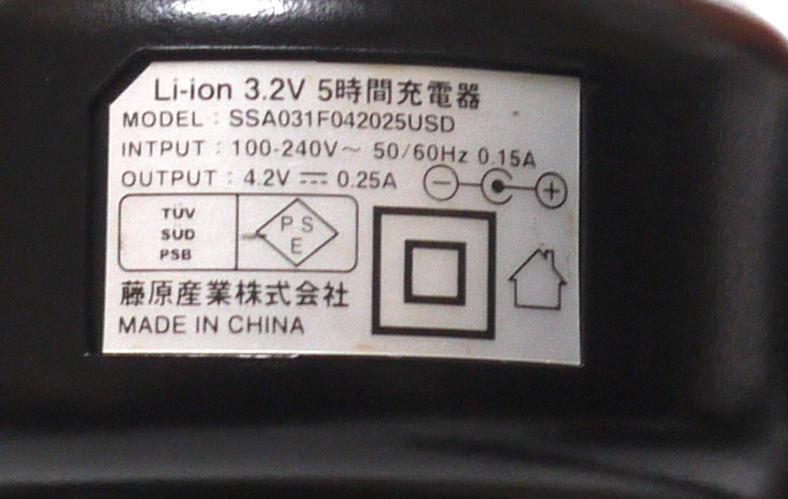 Li-ion 3.2V 5時間充電器
MODEL : SSA031F042025USD
INTPUT : 100-240V~ 50/60Hz 0.15A
OUTPUT : 4.2V ⎓ 0.25A
TÜV
SUD
PSB
P S
E
藤原産業株式会社
MADE IN CHINA